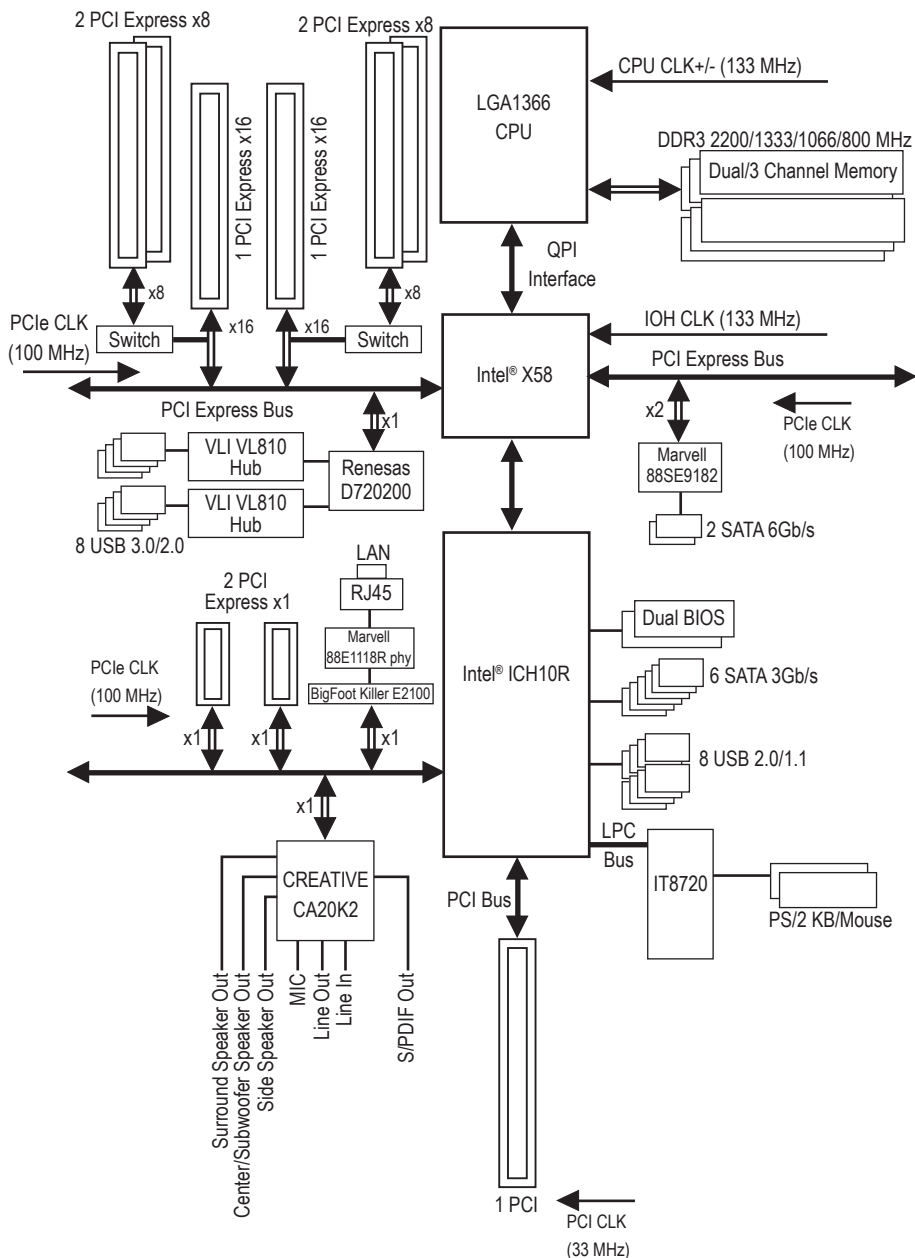 2 PCI Express x8
2 PCI Express x8
1 PCI Express x16
1 PCI Express x16
LGA1366
CPU
CPU CLK+/- (133 MHz)
DDR3 2200/1333/1066/800 MHz
Dual/3 Channel Memory
QPI
Interface
x8
x8
Switch
x16
x16
Switch
PCIe CLK
(100 MHz)
Intel® X58
IOH CLK (133 MHz)
PCI Express Bus
PCI Express Bus
x1
x2
PCIe CLK
(100 MHz)
VLI VL810
Hub
VLI VL810
Hub
Renesas
D720200
8 USB 3.0/2.0
Marvell
88SE9182
2 SATA 6Gb/s
LAN
RJ45
2 PCI
Express x1
Marvell
88E1118R phy
BigFoot Killer E2100
PCIe CLK
(100 MHz)
x1
x1
x1
Intel® ICH10R
Dual BIOS
6 SATA 3Gb/s
8 USB 2.0/1.1
x1
LPC
Bus
IT8720
PS/2 KB/Mouse
CREATIVE
CA20K2
PCI Bus
Surround Speaker Out
Center/Subwoofer Speaker Out
Side Speaker Out
MIC
Line Out
Line In
S/PDIF Out
1 PCI
PCI CLK
(33 MHz)